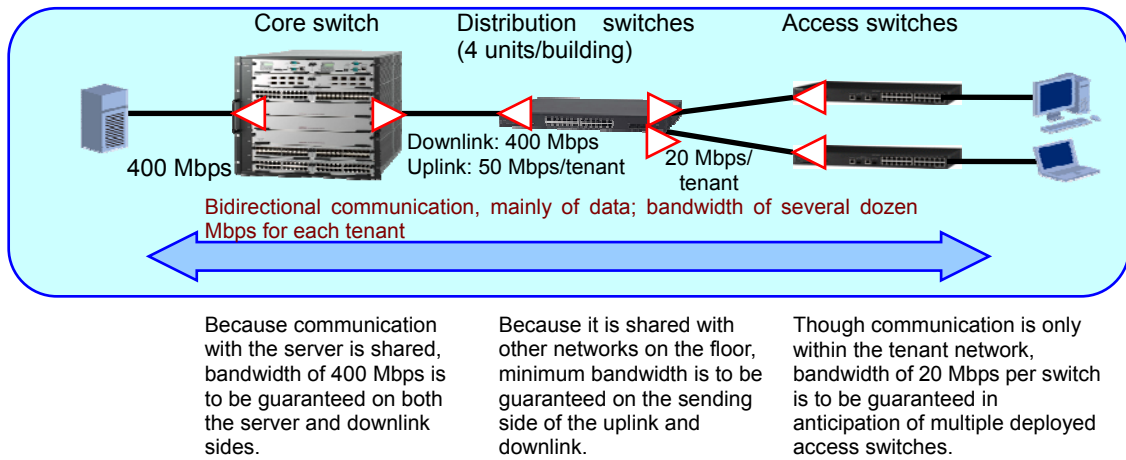 Core switch
Distribution switches
(4 units/building)
Access switches
400 Mbps
Downlink: 400 Mbps
Uplink: 50 Mbps/tenant
20 Mbps/
tenant
Bidirectional communication, mainly of data; bandwidth of several dozen
Mbps for each tenant
Because communication
with the server is shared,
bandwidth of 400 Mbps is
to be guaranteed on both
the server and downlink
sides.
Because it is shared with
other networks on the floor,
minimum bandwidth is to be
guaranteed on the sending
side of the uplink and
downlink.
Though communication is only
within the tenant network,
bandwidth of 20 Mbps per switch
is to be guaranteed in
anticipation of multiple deployed
access switches.